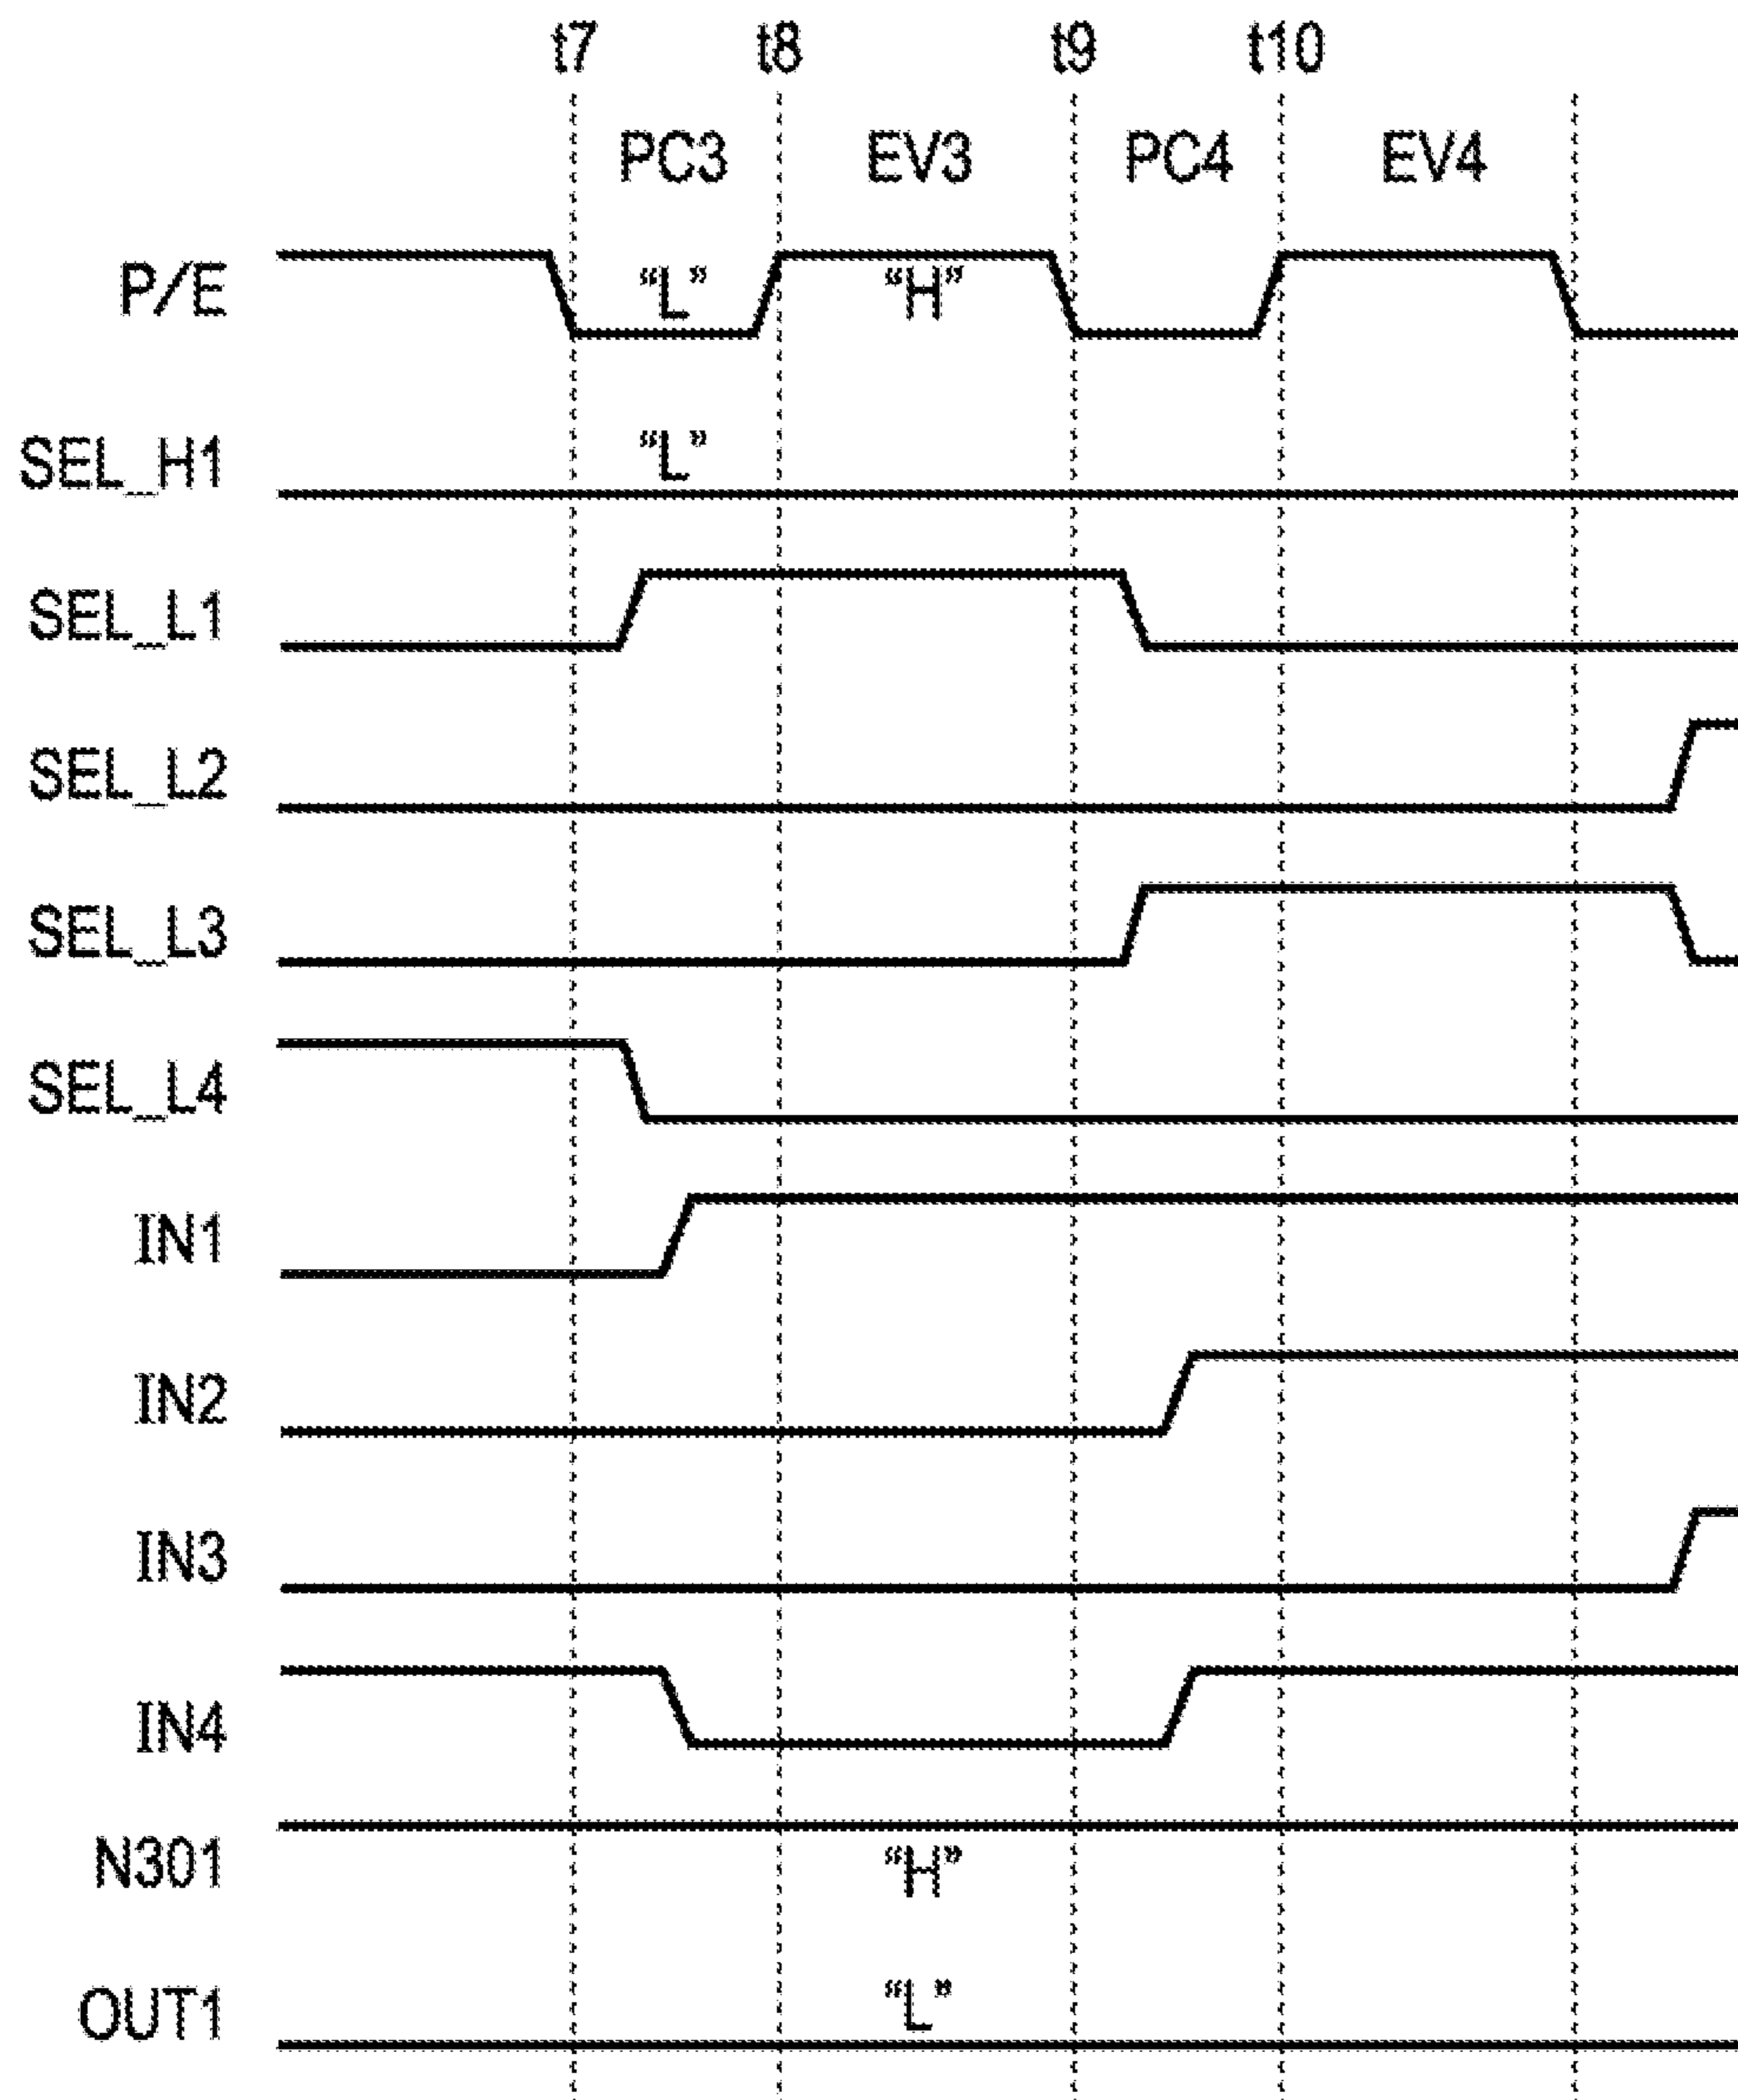 t7 t8 t9 t10
PC3 EV3 PC4 EV4
P/E “L” “H”
SEL_H1 “L”
SEL_L1
SEL_L2
SEL_L3
SEL_L4
IN1
IN2
IN3
IN4
N301 “H”
OUT1 “L”